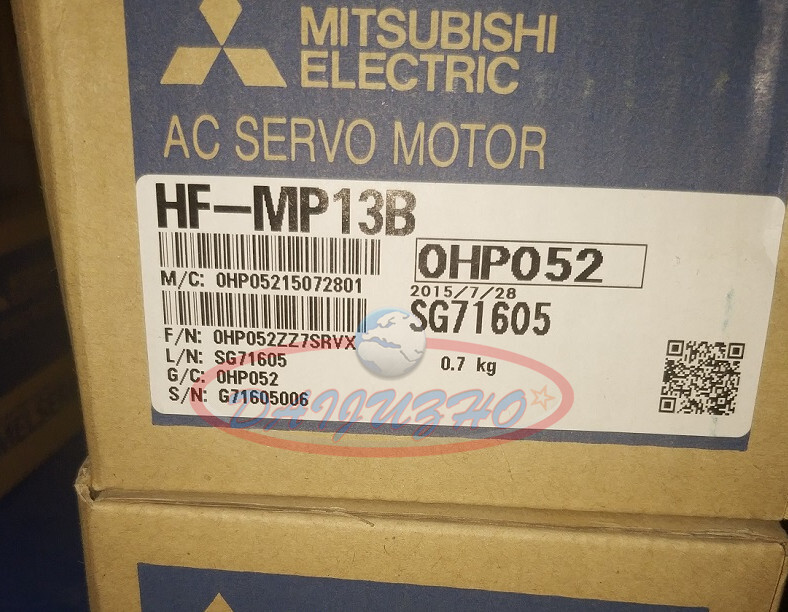 MITSUBISHI
ELECTRIC
AC SERVO MOTOR
HF-MP13B
0HP052
M/C: 0HP05215072801
2015/7/28
SG71605
F/N: 0HP052ZZ7SRVX
L/N: SG71605
0.7 kg
G/C: 0HP052
S/N: G71605006
DAIJUZHO